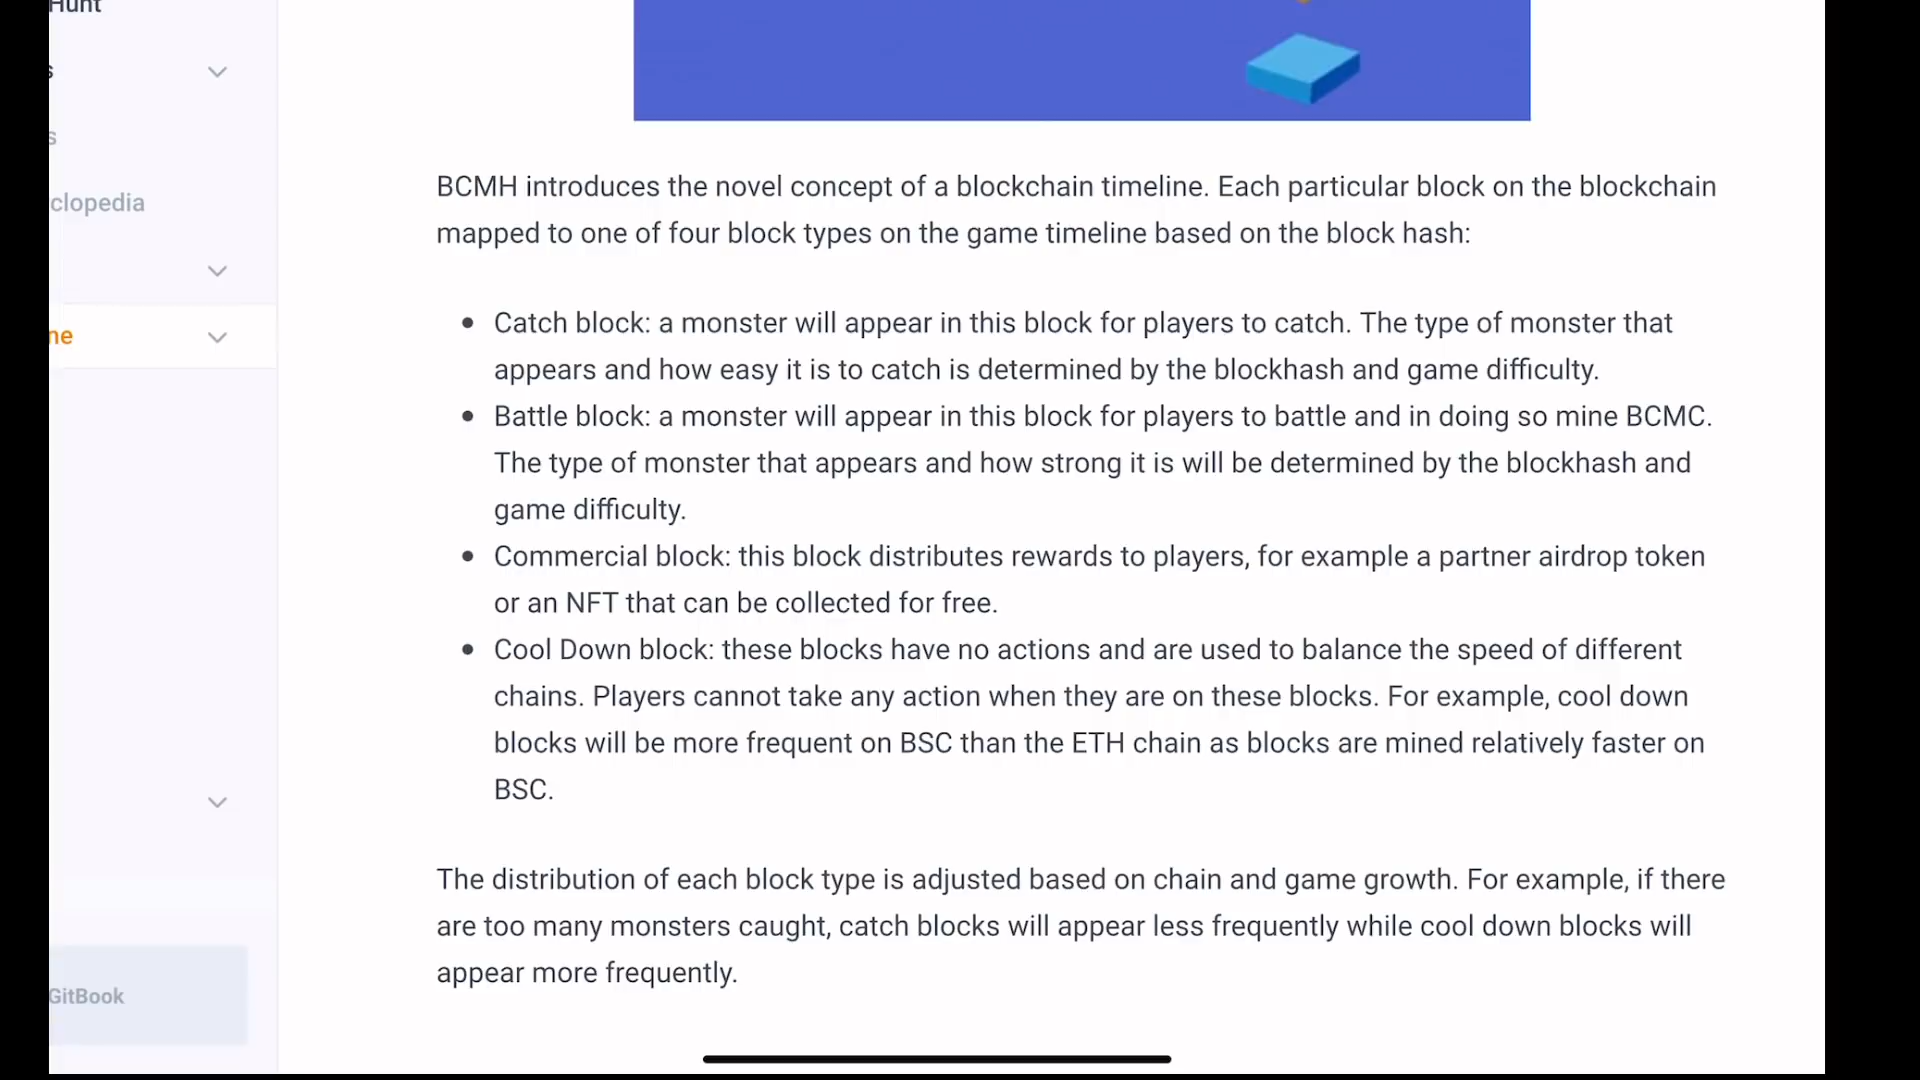 Hunt
s
s
clopedia
ne
GitBook
BCMH introduces the novel concept of a blockchain timeline. Each particular block on the blockchain
mapped to one of four block types on the game timeline based on the block hash:
• Catch block: a monster will appear in this block for players to catch. The type of monster that
appears and how easy it is to catch is determined by the blockhash and game difficulty.
• Battle block: a monster will appear in this block for players to battle and in doing so mine BCMC.
The type of monster that appears and how strong it is will be determined by the blockhash and
game difficulty.
• Commercial block: this block distributes rewards to players, for example a partner airdrop token
or an NFT that can be collected for free.
• Cool Down block: these blocks have no actions and are used to balance the speed of different
chains. Players cannot take any action when they are on these blocks. For example, cool down
blocks will be more frequent on BSC than the ETH chain as blocks are mined relatively faster on
BSC.
The distribution of each block type is adjusted based on chain and game growth. For example, if there
are too many monsters caught, catch blocks will appear less frequently while cool down blocks will
appear more frequently.